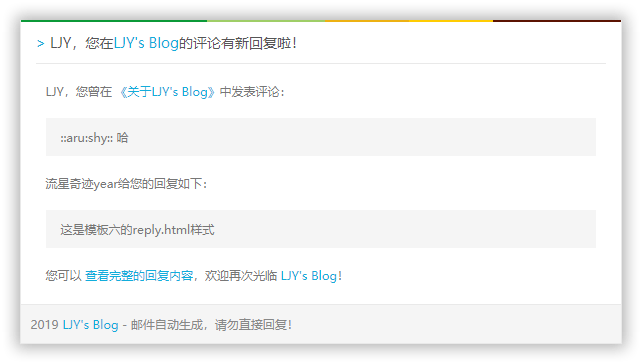 > LJY，您在LJY's Blog的评论有新回复啦！
LJY，您曾在 《关于LJY's Blog》中发表评论：
::aru:shy:: 哈
流星奇迹year给您的回复如下：
这是模板六的reply.html样式
您可以 查看完整的回复内容，欢迎再次光临 LJY's Blog！
2019 LJY's Blog - 邮件自动生成，请勿直接回复！